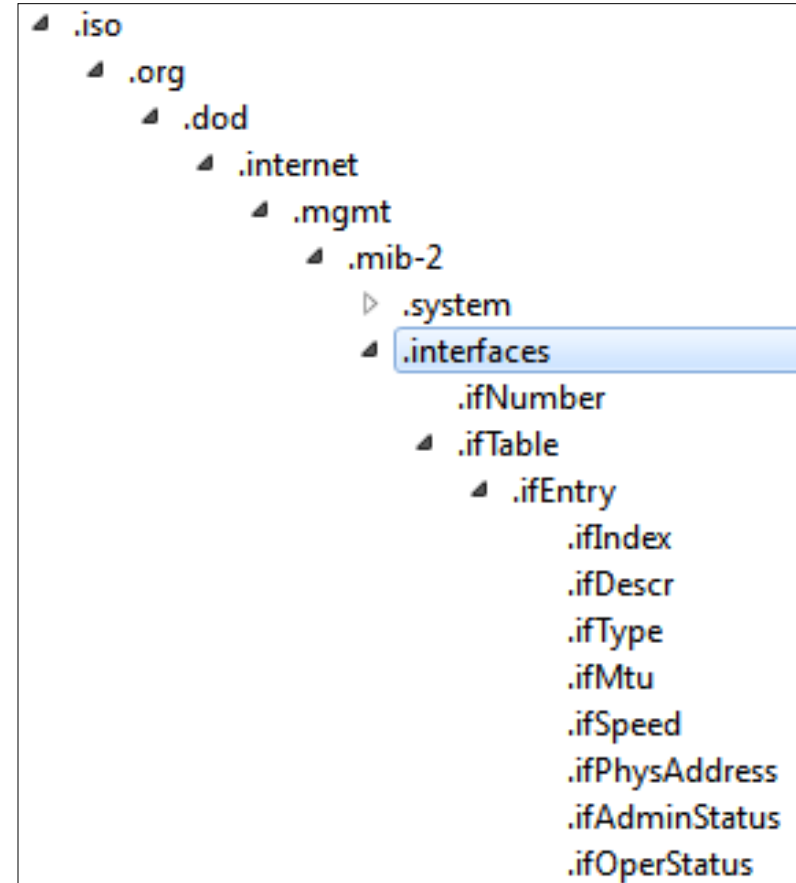 .iso
.org
.dod
.internet
.mgmt
.mib-2
.system
.interfaces
.ifNumber
.ifTable
.ifEntry
.ifIndex
.ifDescr
.ifType
.ifMtu
.ifSpeed
.ifPhysAddress
.ifAdminStatus
.ifOperStatus